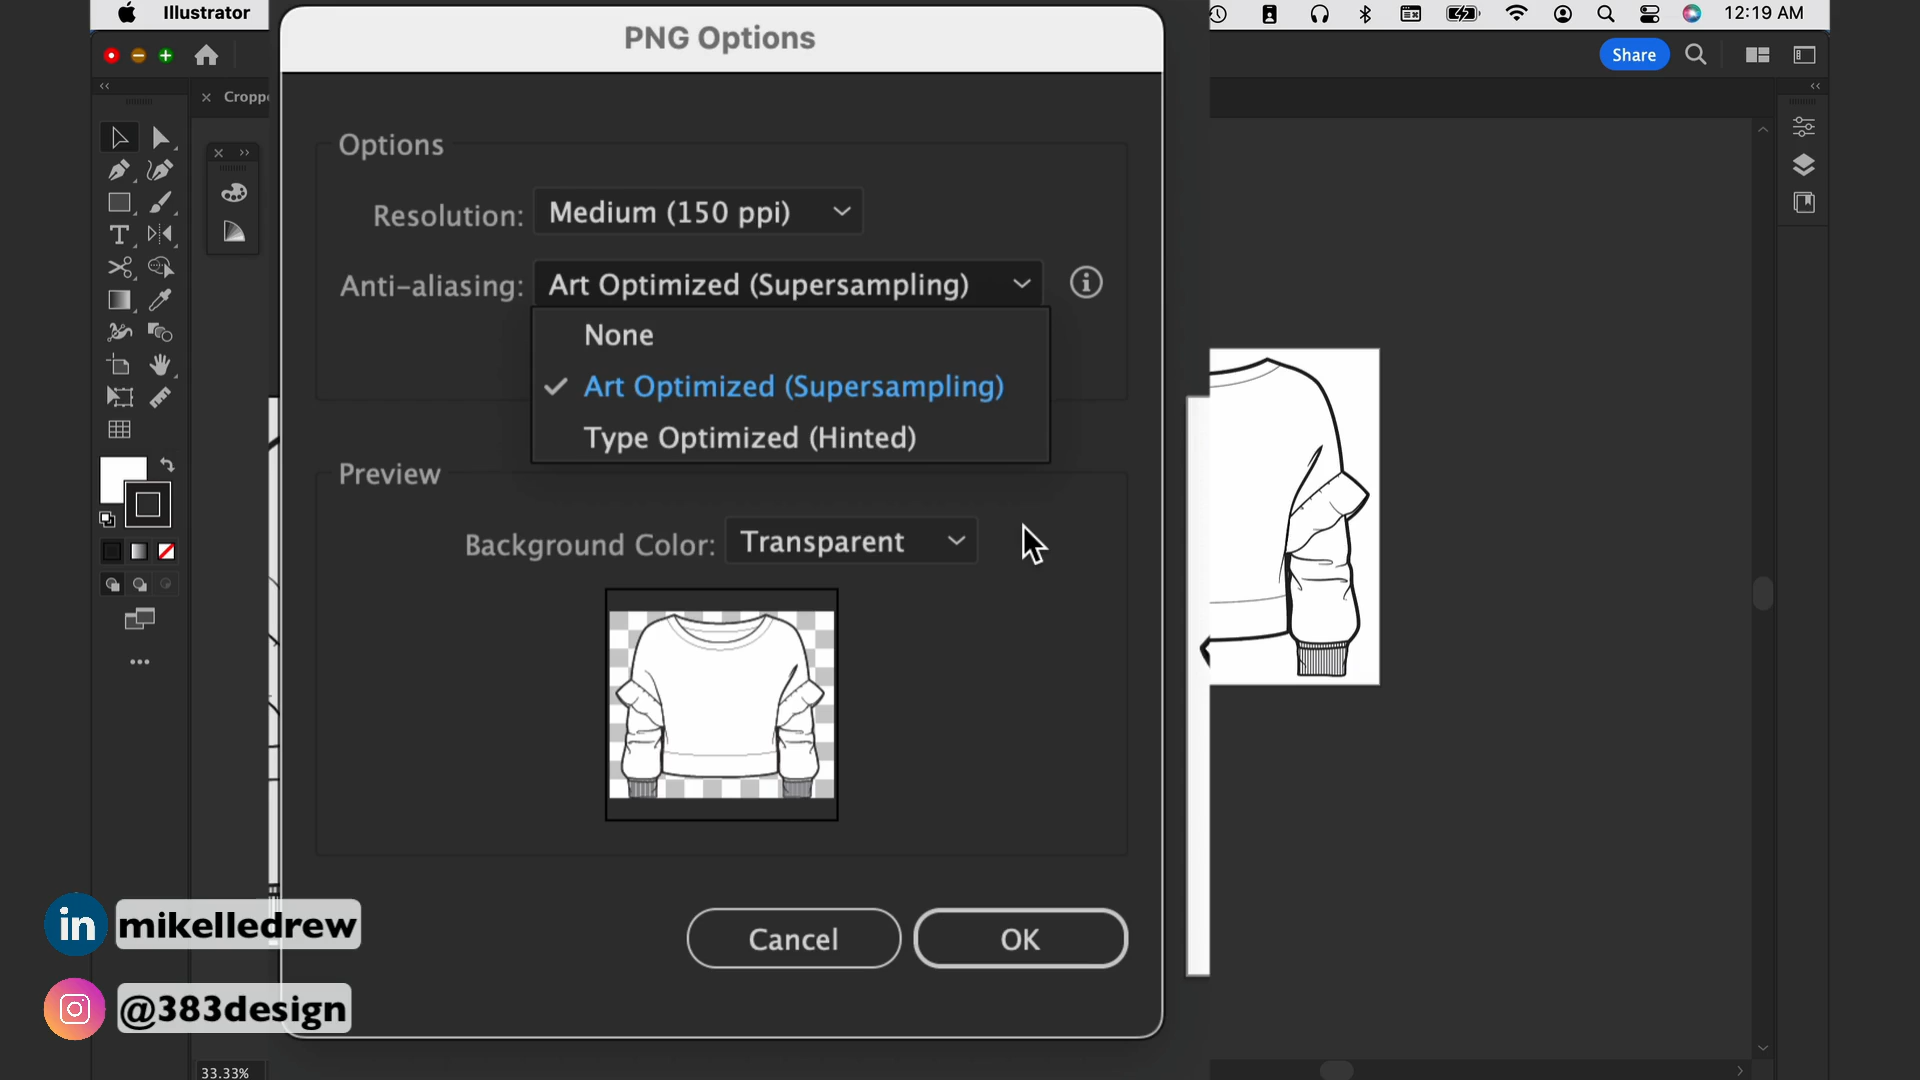 Illustrator
12:19 AM
PNG Options
Share
Options
Resolution: Medium (150 ppi)
Anti-aliasing: Art Optimized (Supersampling)
None
Art Optimized (Supersampling)
Type Optimized (Hinted)
Preview
Background Color: Transparent
Cancel
OK
in mikelledrew
@383design
33.33%